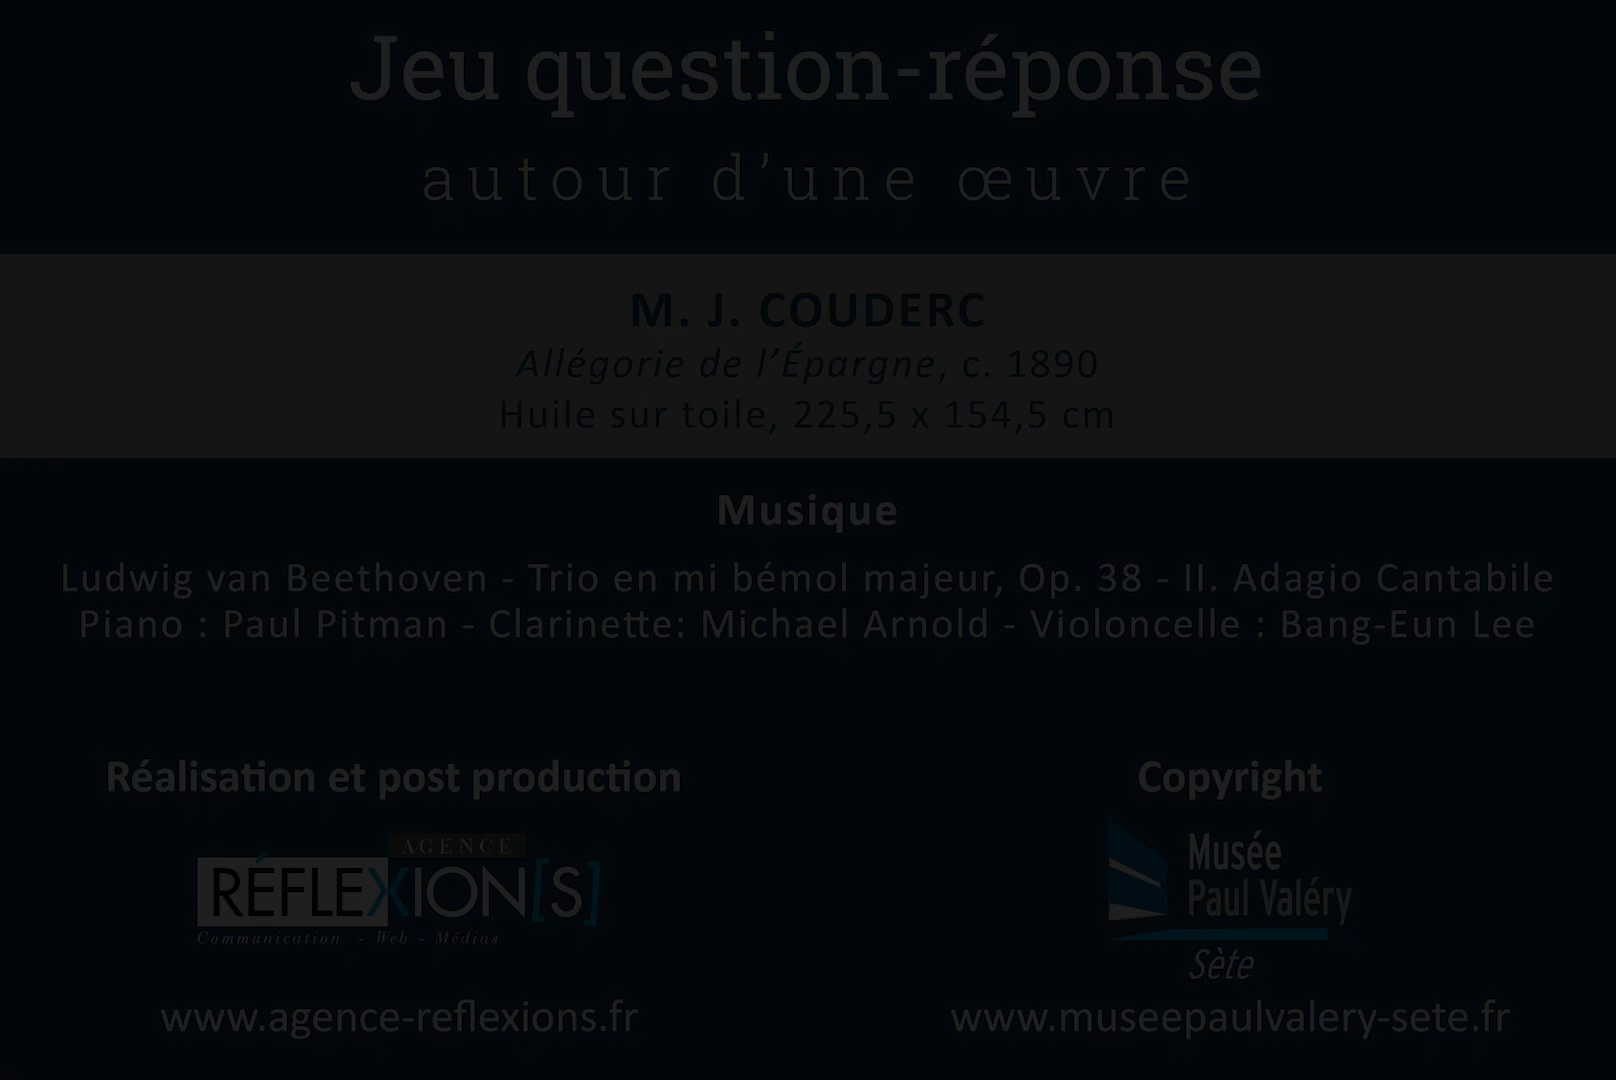 Jeu question-réponse
autour d’une œuvre
M. J. COUDERC
Allégorie de l’Épargne, c. 1890
Huile sur toile, 225,5 x 154,5 cm
Musique
Ludwig van Beethoven - Trio en mi bémol majeur, Op. 38 - II. Adagio Cantabile
Piano : Paul Pitman - Clarinette: Michael Arnold - Violoncelle : Bang-Eun Lee
Réalisation et post production
AGENCE
RÉFLEXION[S]
Communication - Web - Médias
www.agence-reflexions.fr
Copyright
Musée
Paul Valéry
Sète
www.museepaulvalery-sete.fr